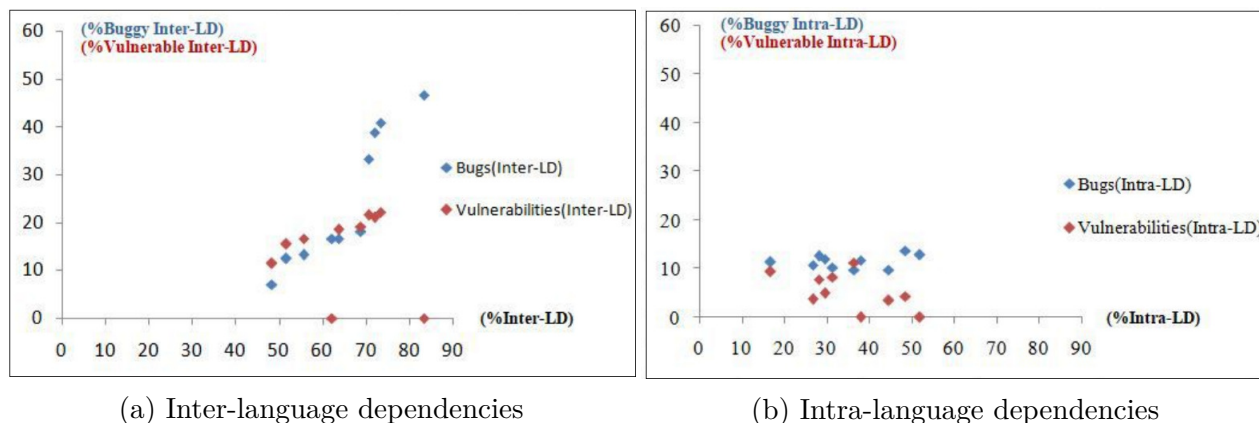 (%Buggy Inter-LD)
(%Vulnerable Inter-LD)
60
50
40
30
20
10
0
Bugs(Inter-LD)
Vulnerabilities(Inter-LD)
(%Inter-LD)
0 10 20 30 40 50 60 70 80 90
(a) Inter-language dependencies
(%Buggy Intra-LD)
(%Vulnerable Intra-LD)
60
50
40
30
20
10
0
Bugs(Intra-LD)
Vulnerabilities(Intra-LD)
(%Intra-LD)
0 10 20 30 40 50 60 70 80 90
(b) Intra-language dependencies